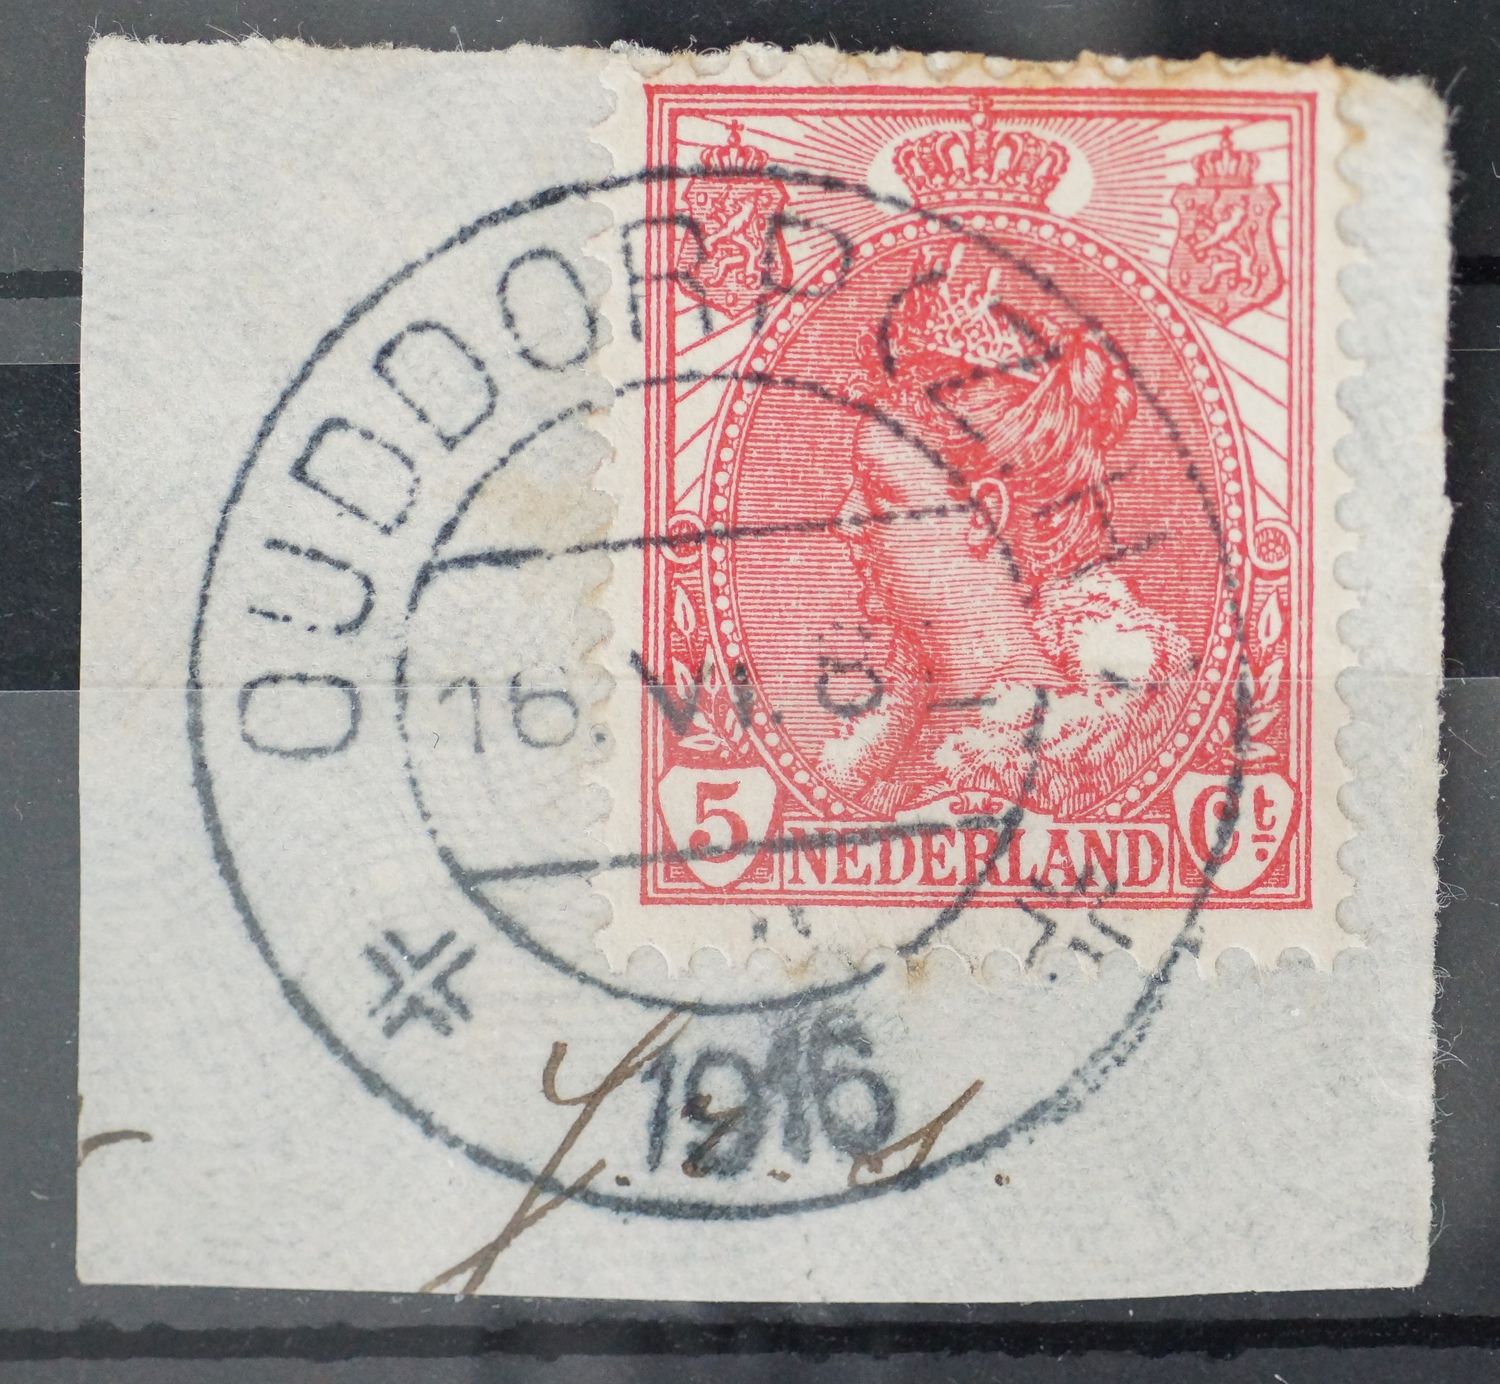 OUDDORP (Z.H.)
16. VI. 8
1916
5 NEDERLAND Ct.